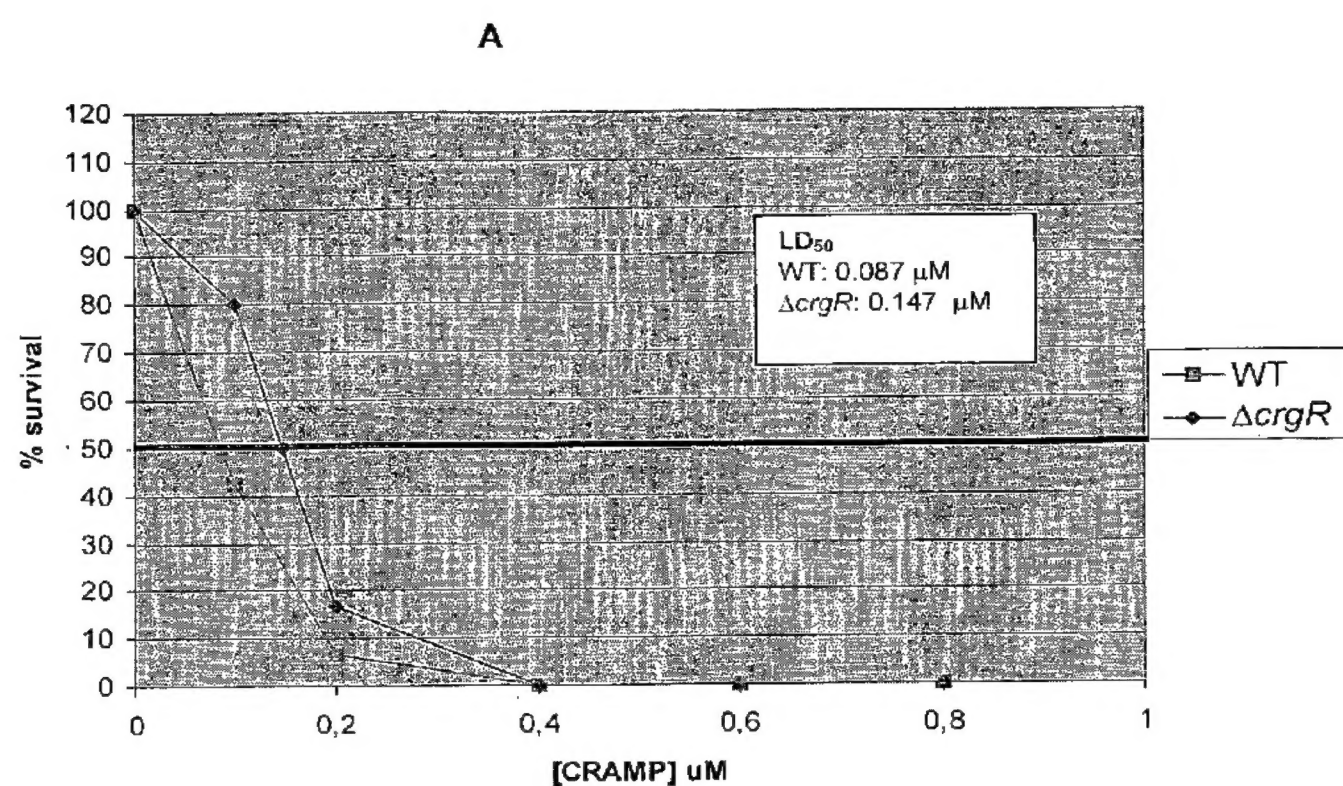 A
120
110
100
90
80
70
60
50
40
30
20
10
0
% survival
0 0,2 0,4 0,6 0,8 1
[CRAMP] uM
LD₅₀
WT: 0.087 μM
ΔcrgR: 0.147 μM
WT
ΔcrgR